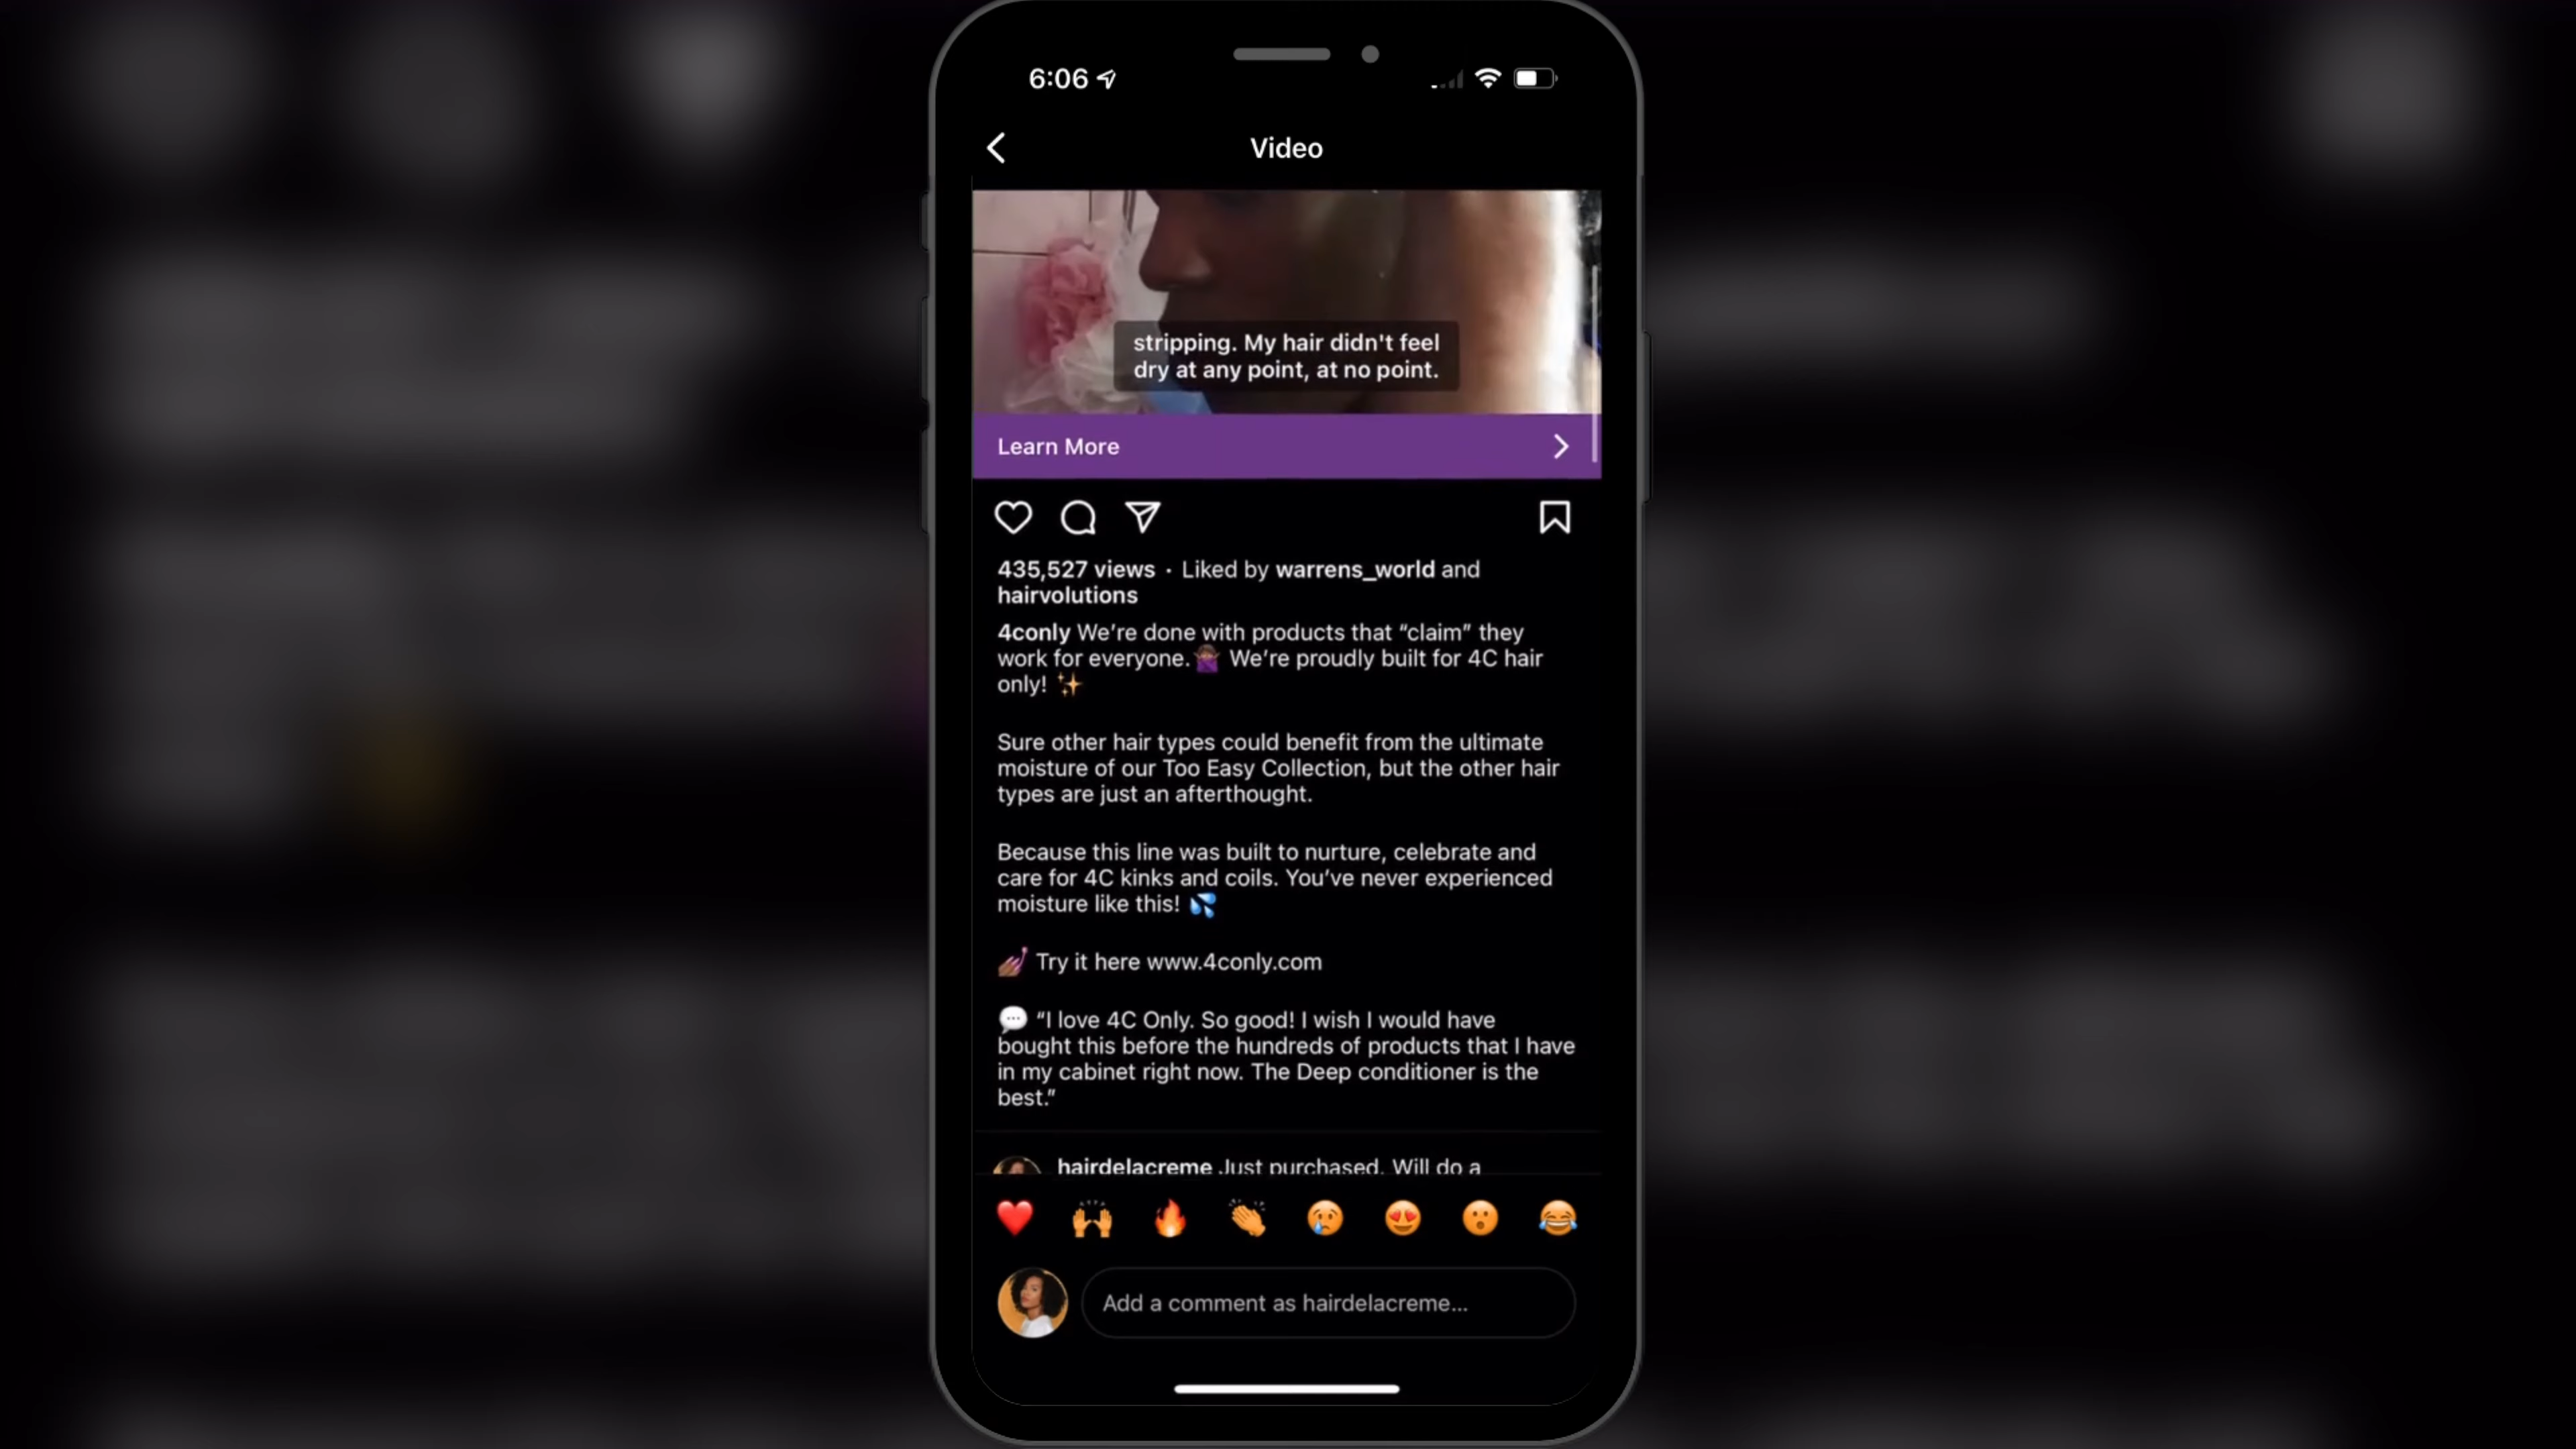 6:06
Video
stripping. My hair didn't feel
dry at any point, at no point.
Learn More
435,527 views · Liked by warrens_world and
hairvolutions
4conly We’re done with products that “claim” they
work for everyone. 🤷🏾‍♀️ We’re proudly built for 4C hair
only! ✨
Sure other hair types could benefit from the ultimate
moisture of our Too Easy Collection, but the other hair
types are just an afterthought.
Because this line was built to nurture, celebrate and
care for 4C kinks and coils. You’ve never experienced
moisture like this! 💦
💅🏾 Try it here www.4conly.com
💬 “I love 4C Only. So good! I wish I would have
bought this before the hundreds of products that I have
in my cabinet right now. The Deep conditioner is the
best.”
hairdelacreme Just purchased. Will do a
❤️ 🙌 🔥 👏 😢 😍 😮 😂
Add a comment as hairdelacreme...